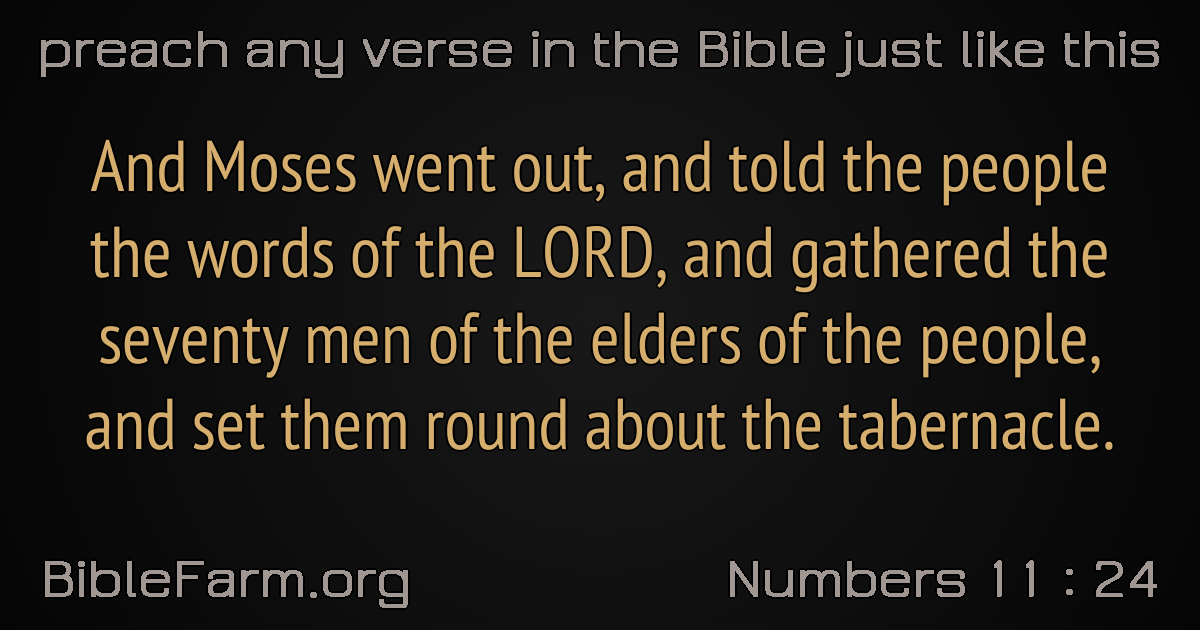 preach any verse in the Bible just like this
And Moses went out, and told the people
the words of the LORD, and gathered the
seventy men of the elders of the people,
and set them round about the tabernacle.
BibleFarm.org
Numbers 11 : 24